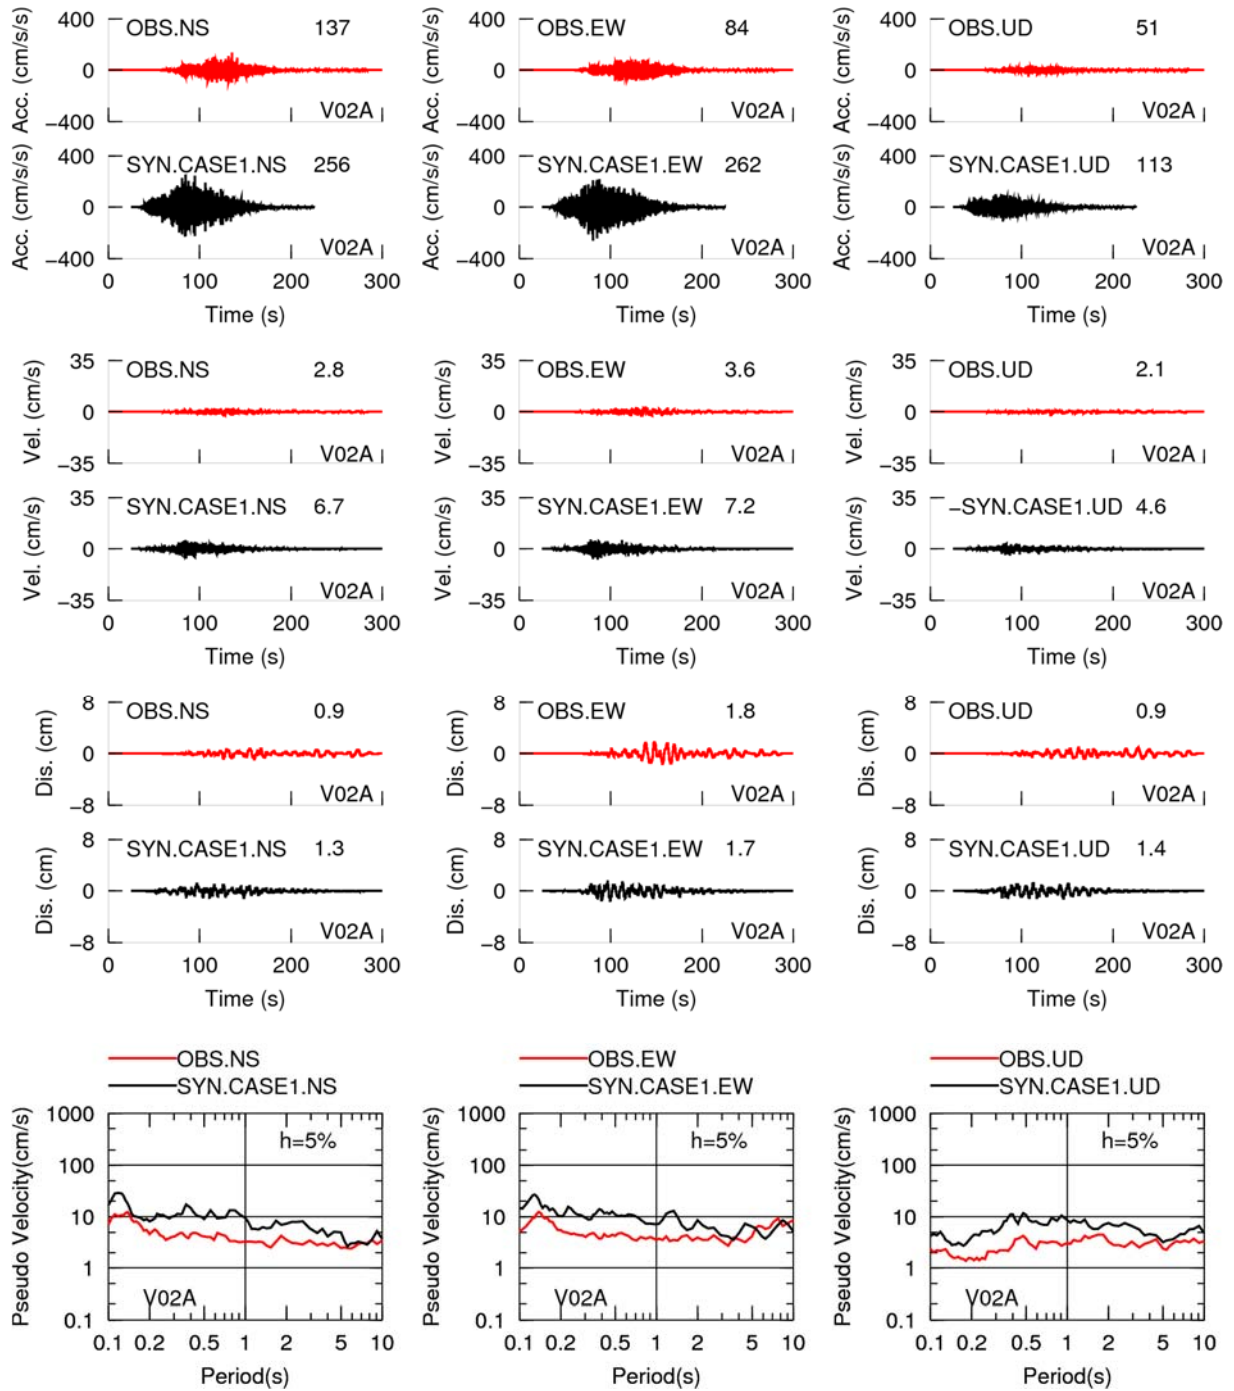 400 OBS.NS 137
0
−400 V02A
Acc. (cm/s/s)
400 OBS.EW 84
0
−400 V02A
Acc. (cm/s/s)
400 OBS.UD 51
0
−400 V02A
Acc. (cm/s/s)
400 SYN.CASE1.NS 256
0
−400 V02A
Acc. (cm/s/s)
0 100 200 300
Time (s)
400 SYN.CASE1.EW 262
0
−400 V02A
Acc. (cm/s/s)
0 100 200 300
Time (s)
400 SYN.CASE1.UD 113
0
−400 V02A
Acc. (cm/s/s)
0 100 200 300
Time (s)
35 OBS.NS 2.8
0
−35 V02A
Vel. (cm/s)
35 OBS.EW 3.6
0
−35 V02A
Vel. (cm/s)
35 OBS.UD 2.1
0
−35 V02A
Vel. (cm/s)
35 SYN.CASE1.NS 6.7
0
−35 V02A
Vel. (cm/s)
0 100 200 300
Time (s)
35 SYN.CASE1.EW 7.2
0
−35 V02A
Vel. (cm/s)
0 100 200 300
Time (s)
35 −SYN.CASE1.UD 4.6
0
−35 V02A
Vel. (cm/s)
0 100 200 300
Time (s)
8 OBS.NS 0.9
0
−8 V02A
Dis. (cm)
8 OBS.EW 1.8
0
−8 V02A
Dis. (cm)
8 OBS.UD 0.9
0
−8 V02A
Dis. (cm)
8 SYN.CASE1.NS 1.3
0
−8 V02A
Dis. (cm)
0 100 200 300
Time (s)
8 SYN.CASE1.EW 1.7
0
−8 V02A
Dis. (cm)
0 100 200 300
Time (s)
8 SYN.CASE1.UD 1.4
0
−8 V02A
Dis. (cm)
0 100 200 300
Time (s)
OBS.NS
SYN.CASE1.NS
1000
h=5%
100
10
1
V02A
0.1
Pseudo Velocity(cm/s)
0.1 0.2 0.5 1 2 5 10
Period(s)
OBS.EW
SYN.CASE1.EW
1000
h=5%
100
10
1
V02A
0.1
Pseudo Velocity(cm/s)
0.1 0.2 0.5 1 2 5 10
Period(s)
OBS.UD
SYN.CASE1.UD
1000
h=5%
100
10
1
V02A
0.1
Pseudo Velocity(cm/s)
0.1 0.2 0.5 1 2 5 10
Period(s)